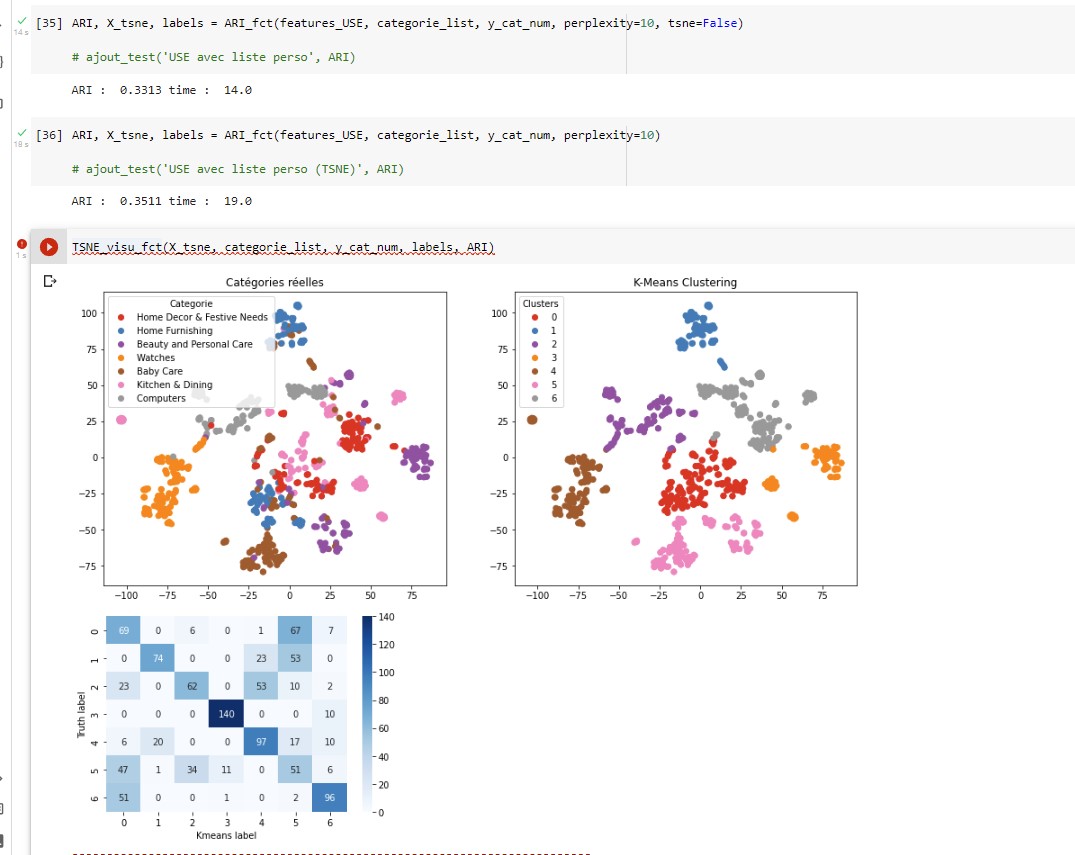 [35] ARI, X_tsne, labels = ARI_fct(features_USE, categorie_list, y_cat_num, perplexity=10, tsne=False)
14s
# ajout_test('USE avec liste perso', ARI)
ARI :  0.3313 time :  14.0
[36] ARI, X_tsne, labels = ARI_fct(features_USE, categorie_list, y_cat_num, perplexity=10)
19s
# ajout_test('USE avec liste perso (TSNE)', ARI)
ARI :  0.3511 time :  19.0
TSNE_visu_fct(X_tsne, categorie_list, y_cat_num, labels, ARI)
1s
Catégories réelles
Categorie
Home Decor & Festive Needs
Home Furnishing
Beauty and Personal Care
Watches
Baby Care
Kitchen & Dining
Computers
100
75
50
25
0
−25
−50
−75
−100 −75 −50 −25 0 25 50 75
K-Means Clustering
Clusters
0
1
2
3
4
5
6
100
75
50
25
0
−25
−50
−75
−100 −75 −50 −25 0 25 50 75
Truth label
0 69 0 6 0 1 67 7
1 0 74 0 0 23 53 0
2 23 0 62 0 53 10 2
3 0 0 0 140 0 0 10
4 6 20 0 0 97 17 10
5 47 1 34 11 0 51 6
6 51 0 0 1 0 2 96
0 1 2 3 4 5 6
Kmeans label
140
120
100
80
60
40
20
0